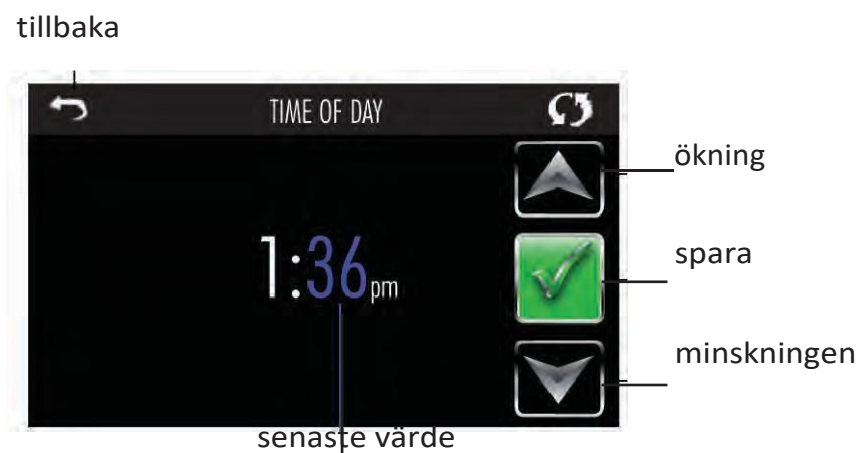 tillbaka
TIME OF DAY
ökning
1:36pm
spara
minskningen
senaste värde